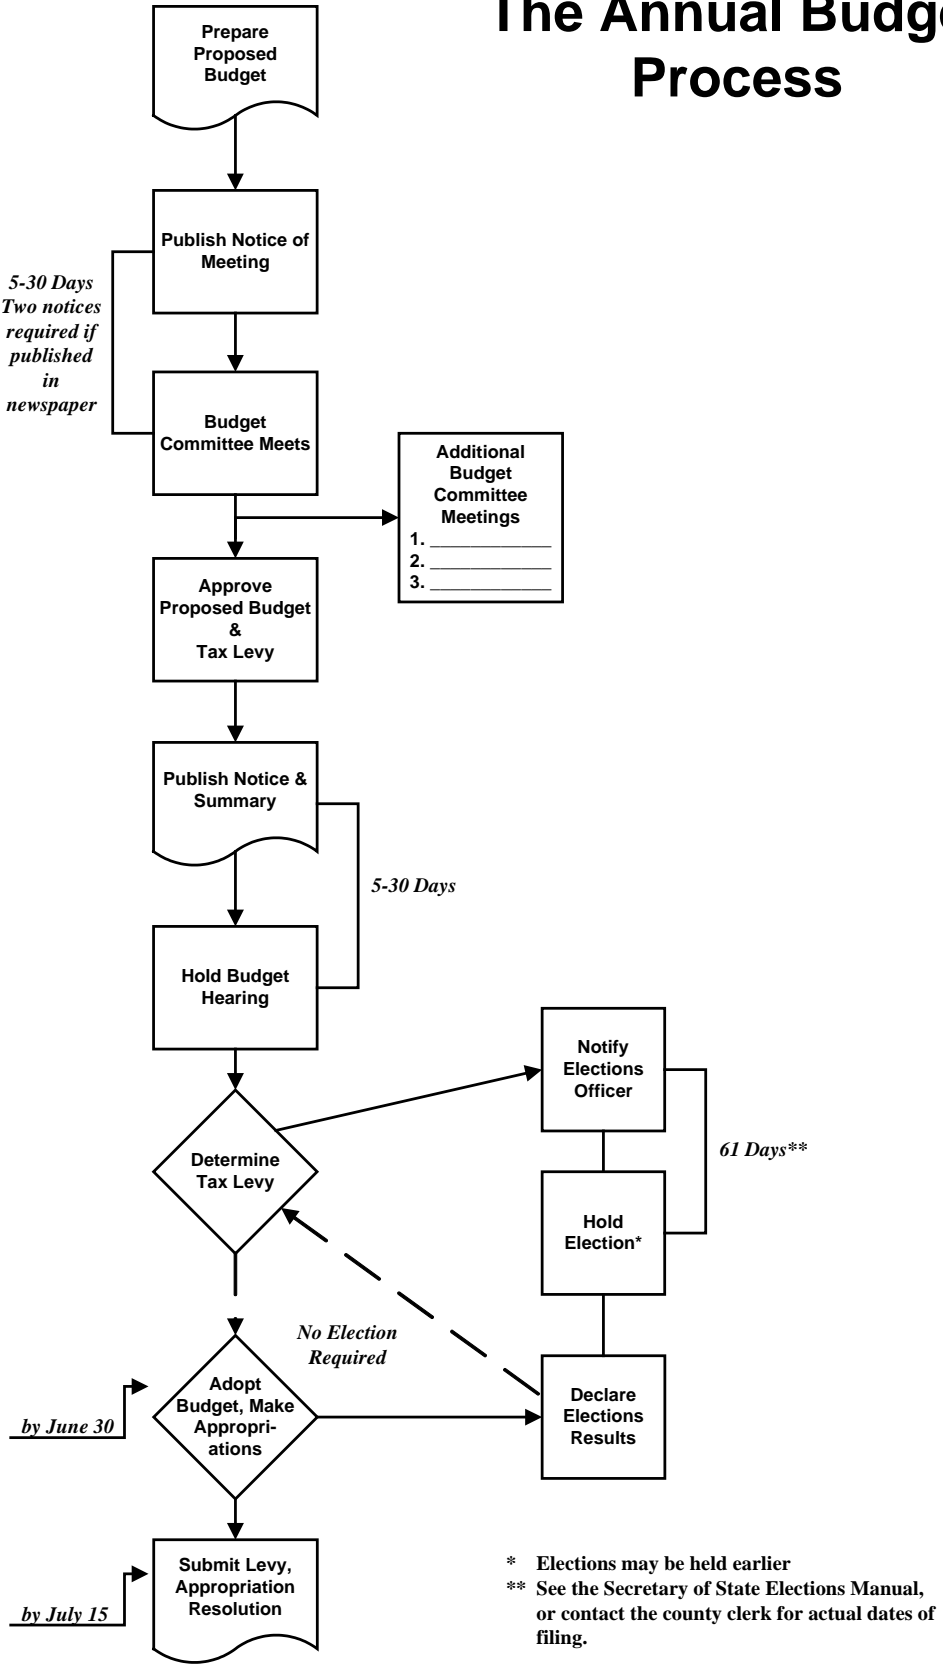 The Annual Budge
Process
Prepare
Proposed
Budget
Publish Notice of
Meeting
5-30 Days
Two notices
required if
published
in
newspaper
Budget
Committee Meets
Additional
Budget
Committee
Meetings
1. ____________
2. ____________
3. ____________
Approve
Proposed Budget
&
Tax Levy
Publish Notice &
Summary
5-30 Days
Hold Budget
Hearing
Notify
Elections
Officer
61 Days**
Determine
Tax Levy
Hold
Election*
No Election
Required
Adopt
Budget, Make
Appropri-
ations
by June 30
Declare
Elections
Results
Submit Levy,
Appropriation
Resolution
by July 15
* Elections may be held earlier
** See the Secretary of State Elections Manual,
or contact the county clerk for actual dates of
filing.